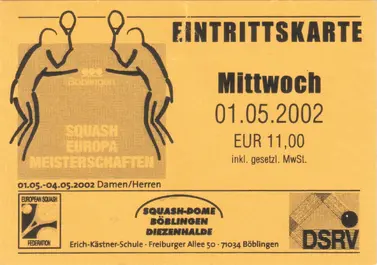 EINTRITTSKARTE
Böblingen
SQUASH
EUROPA
MEISTERSCHAFTEN
Mittwoch
01.05.2002
EUR 11,00
inkl. gesetzl. MwSt.
01.05.-04.05.2002 Damen/Herren
EUROPEAN SQUASH
FEDERATION
SQUASH-DOME
BÖBLINGEN
DIEZENHALDE
Erich-Kästner-Schule - Freiburger Allee 50 - 71034 Böblingen
DSRV